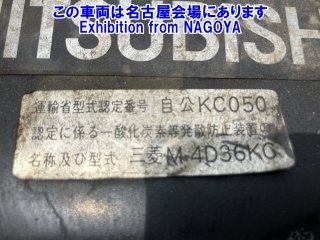 この車両は名古屋会場にあります
Exhibition from NAGOYA
MITSUBISH
運輸省型式認定番号 自公KC050
認定に係る一酸化炭素等発散防止装置の
名称及び型式 三菱M-4D36KC